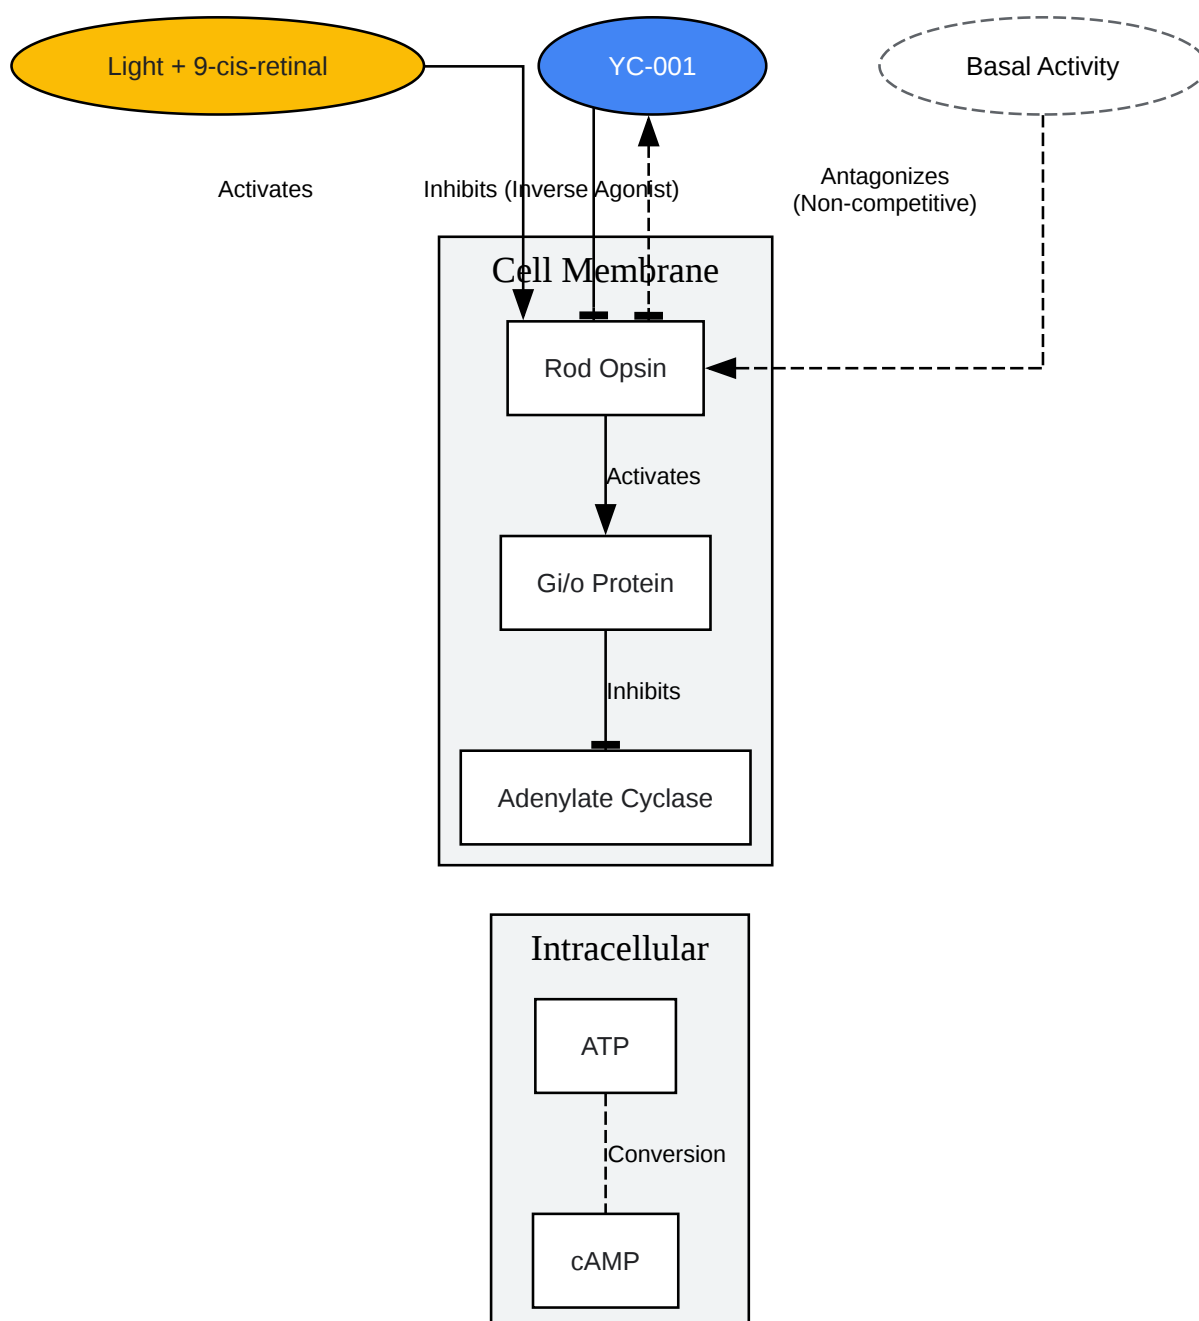 Light + 9-cis-retinal
YC-001
Basal Activity
Activates
Inhibits (Inverse Agonist)
Antagonizes
(Non-competitive)
Cell Membrane
Rod Opsin
Activates
Gi/o Protein
Inhibits
Adenylate Cyclase
Intracellular
ATP
Conversion
cAMP